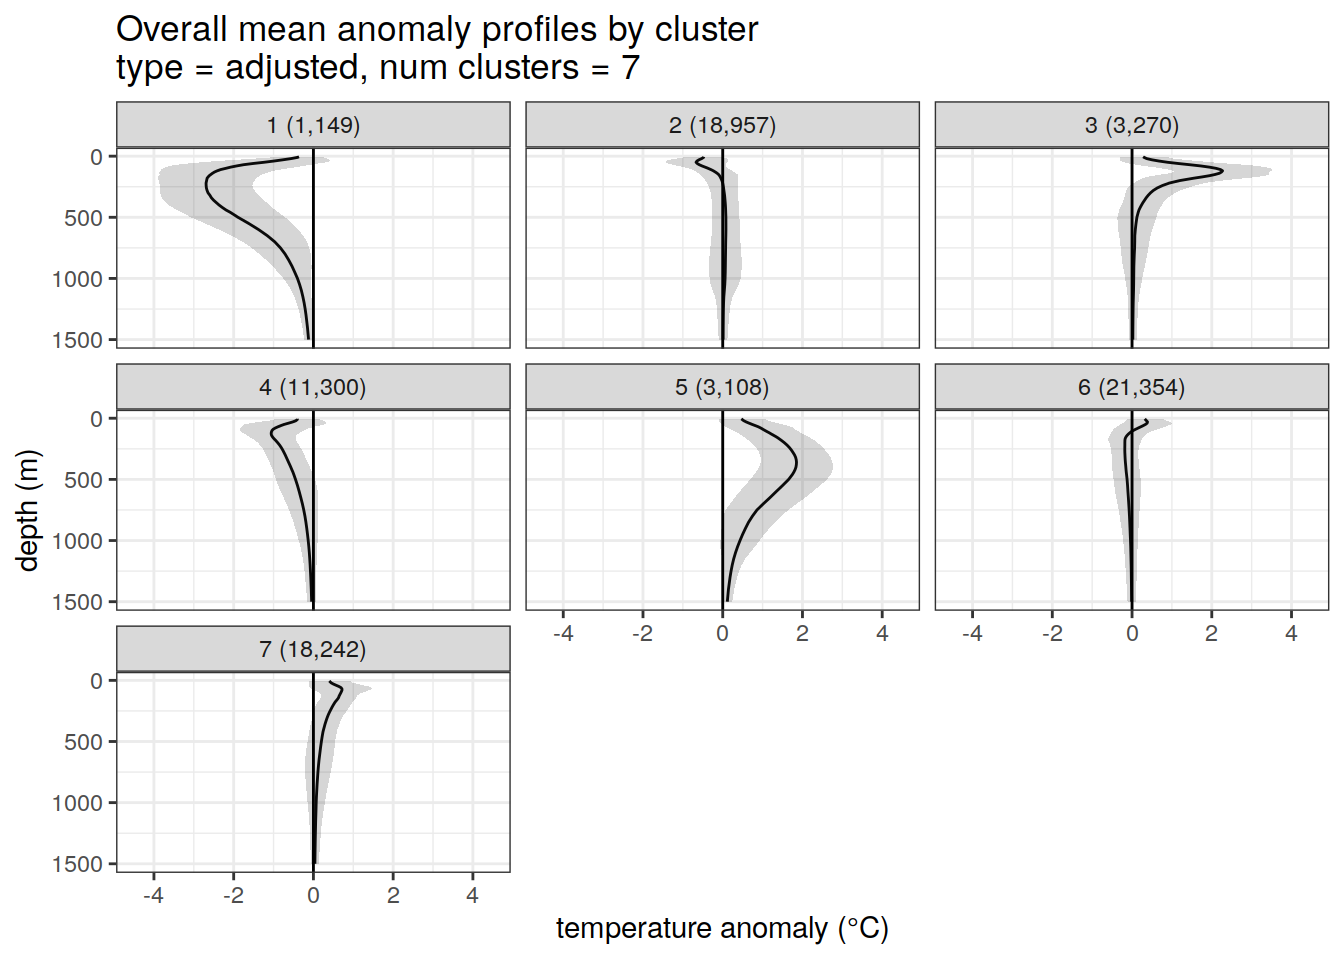 Overall mean anomaly profiles by cluster
type = adjusted, num clusters = 7
1 (1,149)
2 (18,957)
3 (3,270)
0
500
1000
1500
4 (11,300)
5 (3,108)
6 (21,354)
0
500
1000
1500
-4 -2 0 2 4
-4 -2 0 2 4
7 (18,242)
0
500
1000
1500
-4 -2 0 2 4
depth (m)
temperature anomaly (°C)